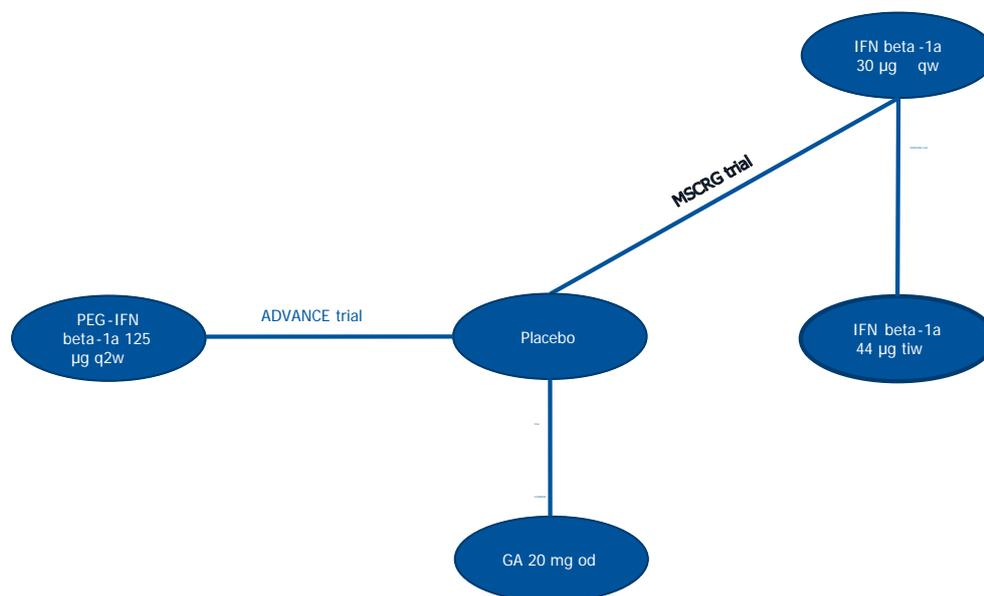 IFN beta-1a
30 µg qw
MSCRG trial
PEG-IFN
beta-1a 125
µg q2w
ADVANCE trial
Placebo
IFN beta-1a
44 µg tiw
GA 20 mg od